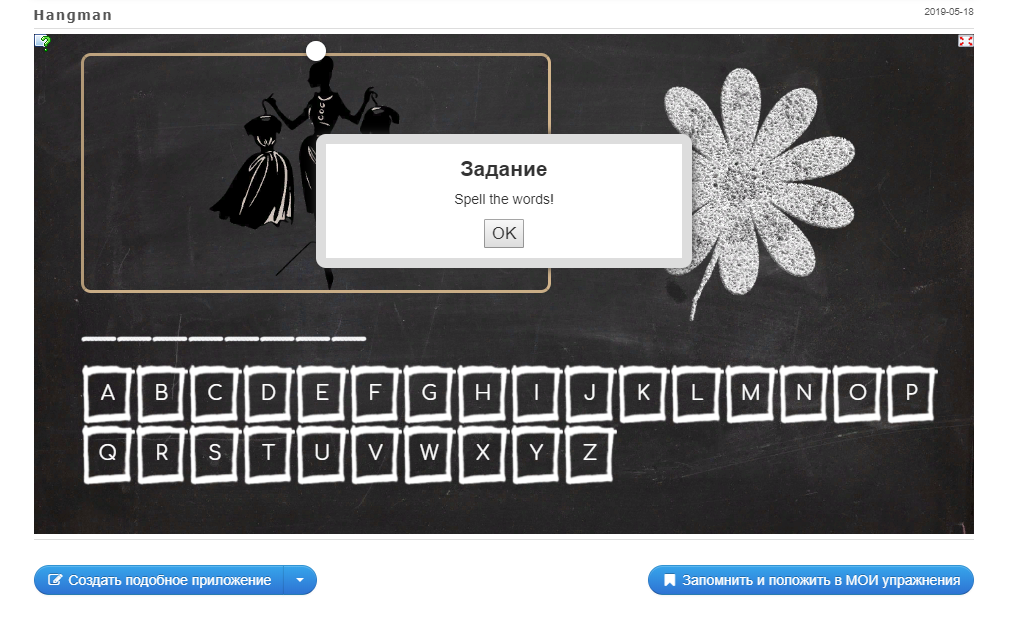 Hangman
2019-05-18
Задание
Spell the words!
OK
A B C D E F G H I J K L M N O P
Q R S T U V W X Y Z
Создать подобное приложение
Запомнить и положить в МОИ упражнения